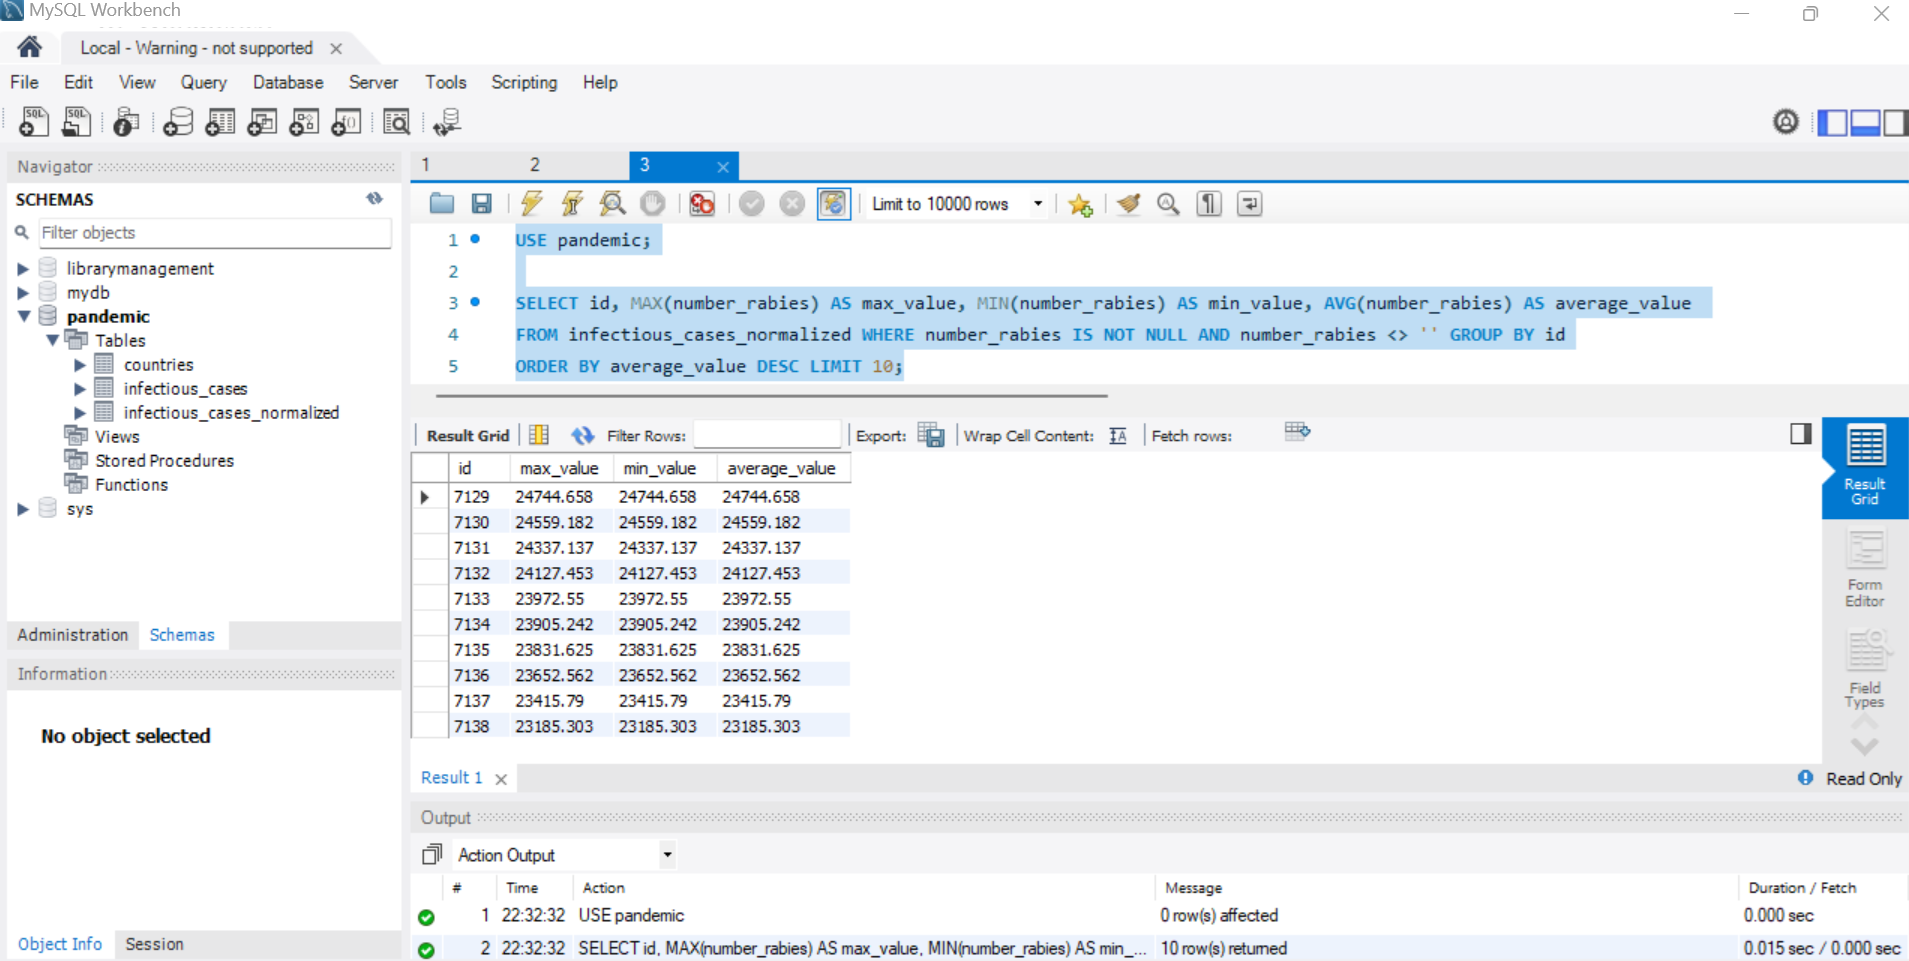 MySQL Workbench
Local - Warning - not supported
File Edit View Query Database Server Tools Scripting Help
Navigator
SCHEMAS
Filter objects
librarymanagement
mydb
pandemic
Tables
countries
infectious_cases
infectious_cases_normalized
Views
Stored Procedures
Functions
sys
Administration Schemas
Information
No object selected
Object Info Session
1 2 3
Limit to 10000 rows
1 USE pandemic;
2
3 SELECT id, MAX(number_rabies) AS max_value, MIN(number_rabies) AS min_value, AVG(number_rabies) AS average_value
4 FROM infectious_cases_normalized WHERE number_rabies IS NOT NULL AND number_rabies <> '' GROUP BY id
5 ORDER BY average_value DESC LIMIT 10;
Result Grid Filter Rows: Export: Wrap Cell Content: Fetch rows:
id max_value min_value average_value
7129 24744.658 24744.658 24744.658
7130 24559.182 24559.182 24559.182
7131 24337.137 24337.137 24337.137
7132 24127.453 24127.453 24127.453
7133 23972.55 23972.55 23972.55
7134 23905.242 23905.242 23905.242
7135 23831.625 23831.625 23831.625
7136 23652.562 23652.562 23652.562
7137 23415.79 23415.79 23415.79
7138 23185.303 23185.303 23185.303
Result
Grid
Form
Editor
Field
Types
Result 1
Read Only
Output
Action Output
# Time Action Message Duration / Fetch
1 22:32:32 USE pandemic 0 row(s) affected 0.000 sec
2 22:32:32 SELECT id, MAX(number_rabies) AS max_value, MIN(number_rabies) AS min_... 10 row(s) returned 0.015 sec / 0.000 sec